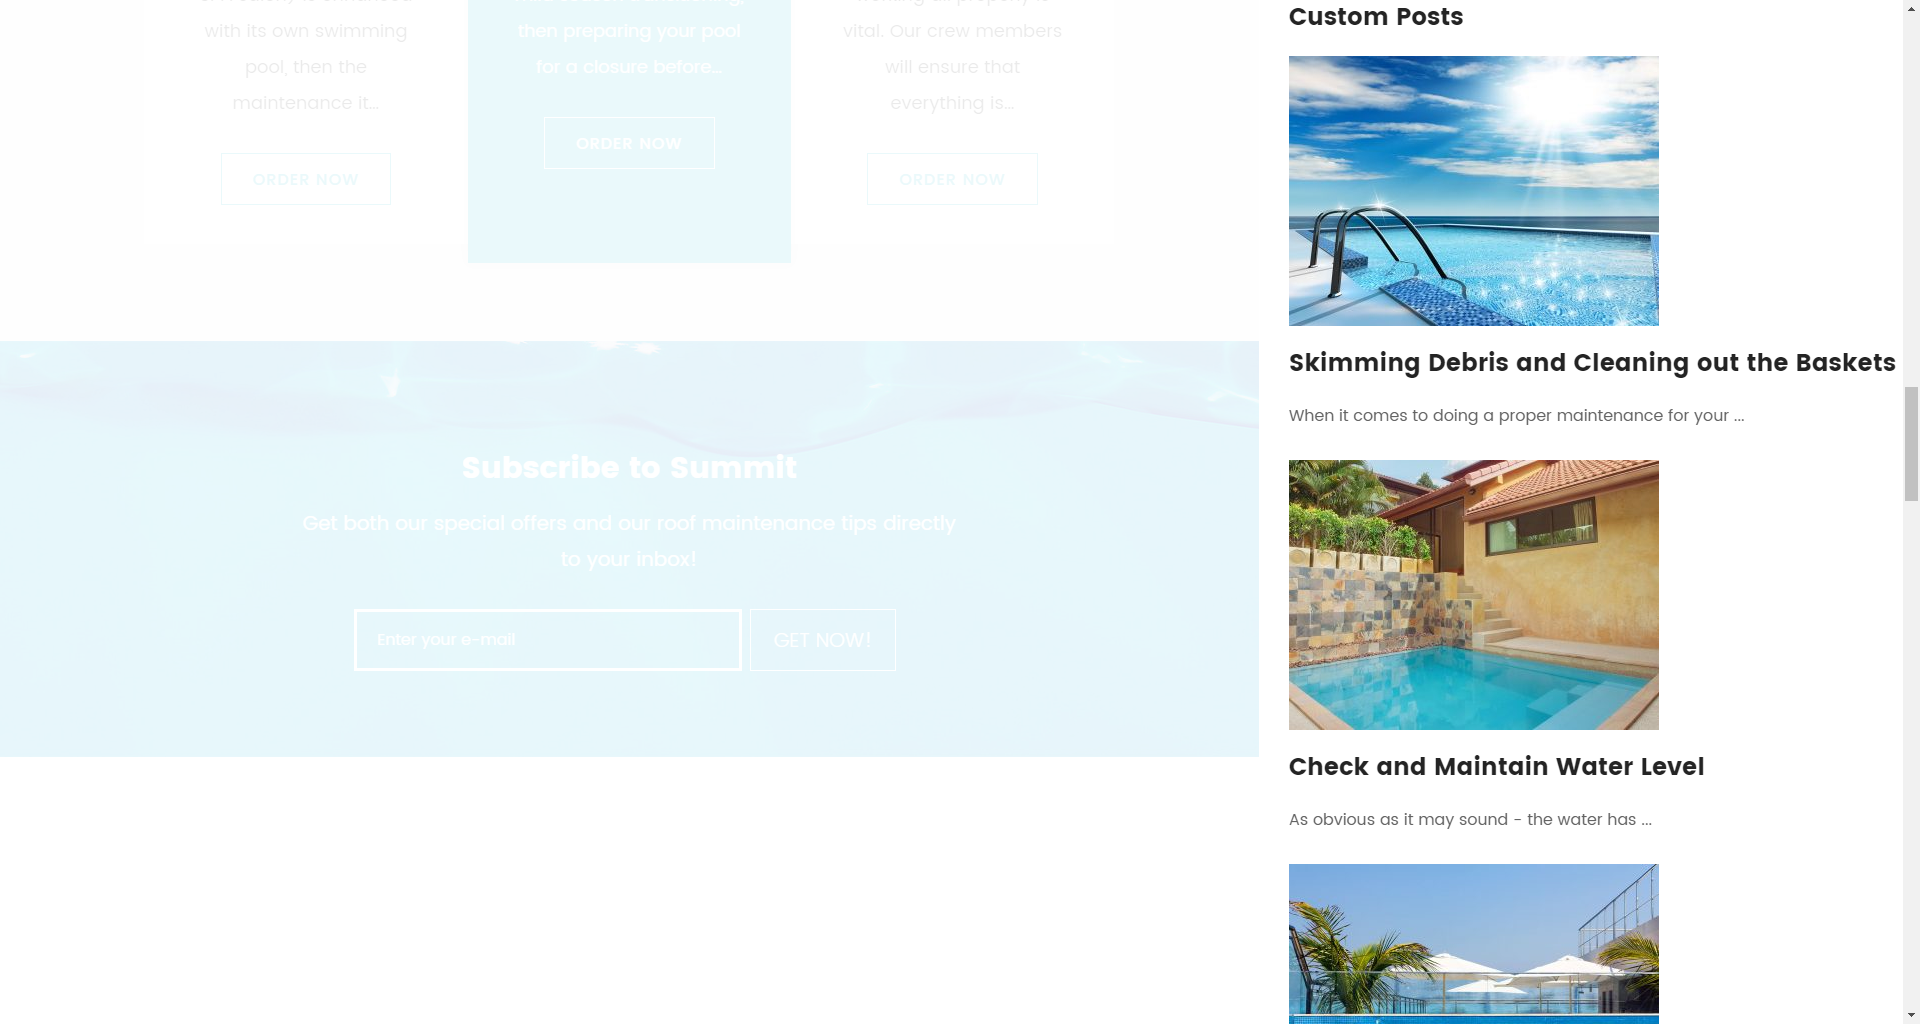 with its own swimming
pool, then the
maintenance it...
ORDER NOW
then preparing your pool
for a closure before...
ORDER NOW
vital. Our crew members
will ensure that
everything is...
ORDER NOW
Subscribe to Summit
Get both our special offers and our roof maintenance tips directly
to your inbox!
Enter your e-mail
GET NOW!
Custom Posts
Skimming Debris and Cleaning out the Baskets
When it comes to doing a proper maintenance for your ...
Check and Maintain Water Level
As obvious as it may sound - the water has ...